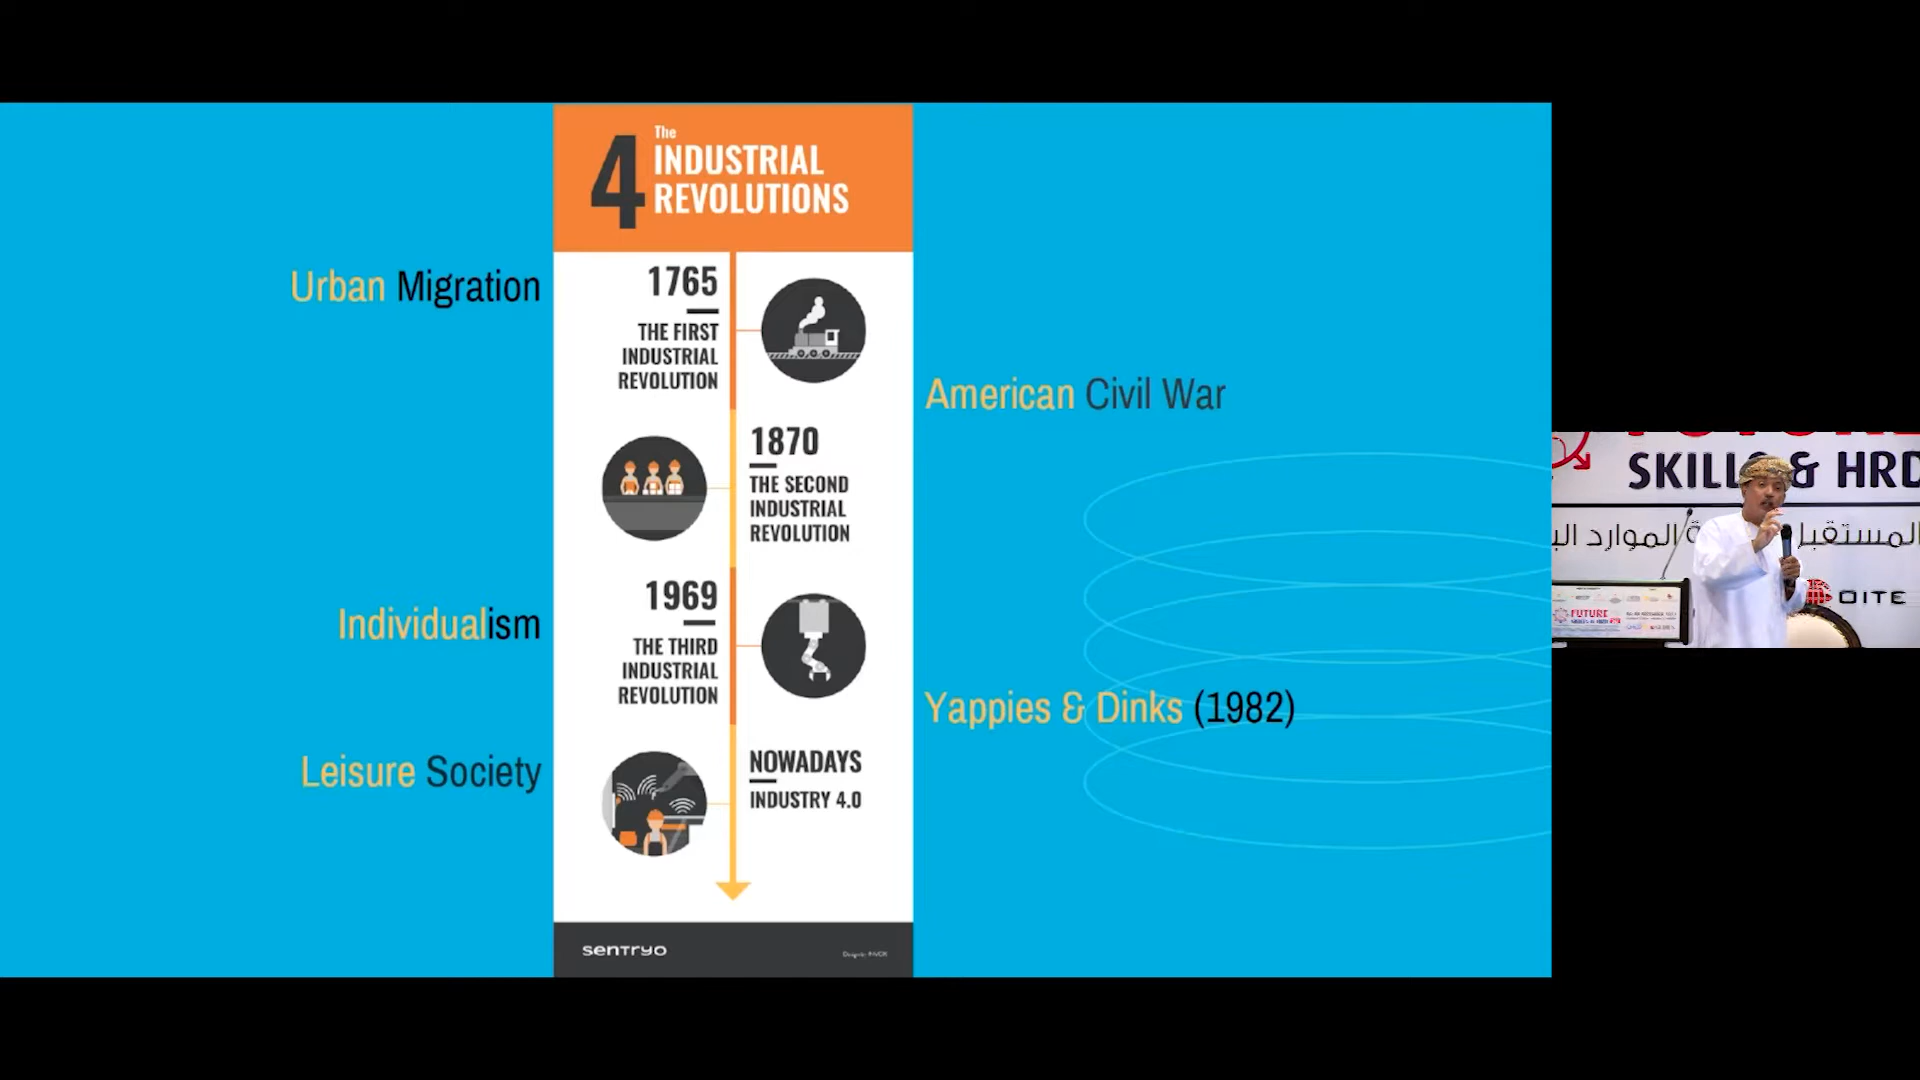 The
4 INDUSTRIAL
REVOLUTIONS
Urban Migration
1765
THE FIRST
INDUSTRIAL
REVOLUTION
American Civil War
1870
THE SECOND
INDUSTRIAL
REVOLUTION
Individualism
1969
THE THIRD
INDUSTRIAL
REVOLUTION
Yappies & Dinks (1982)
Leisure Society
NOWADAYS
INDUSTRY 4.0
sentryo
SKILLS & HRD
المستقبل
الموارد
OITE
FUTURE